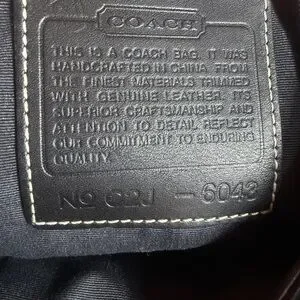 COACH
THIS IS A COACH BAG. IT WAS
HANDCRAFTED IN CHINA FROM
THE FINEST MATERIALS TRIMMED
WITH GENUINE LEATHER. ITS
SUPERIOR CRAFTSMANSHIP AND
ATTENTION TO DETAIL REFLECT
OUR COMMITMENT TO ENDURING
QUALITY.
Nº C2J - 6043